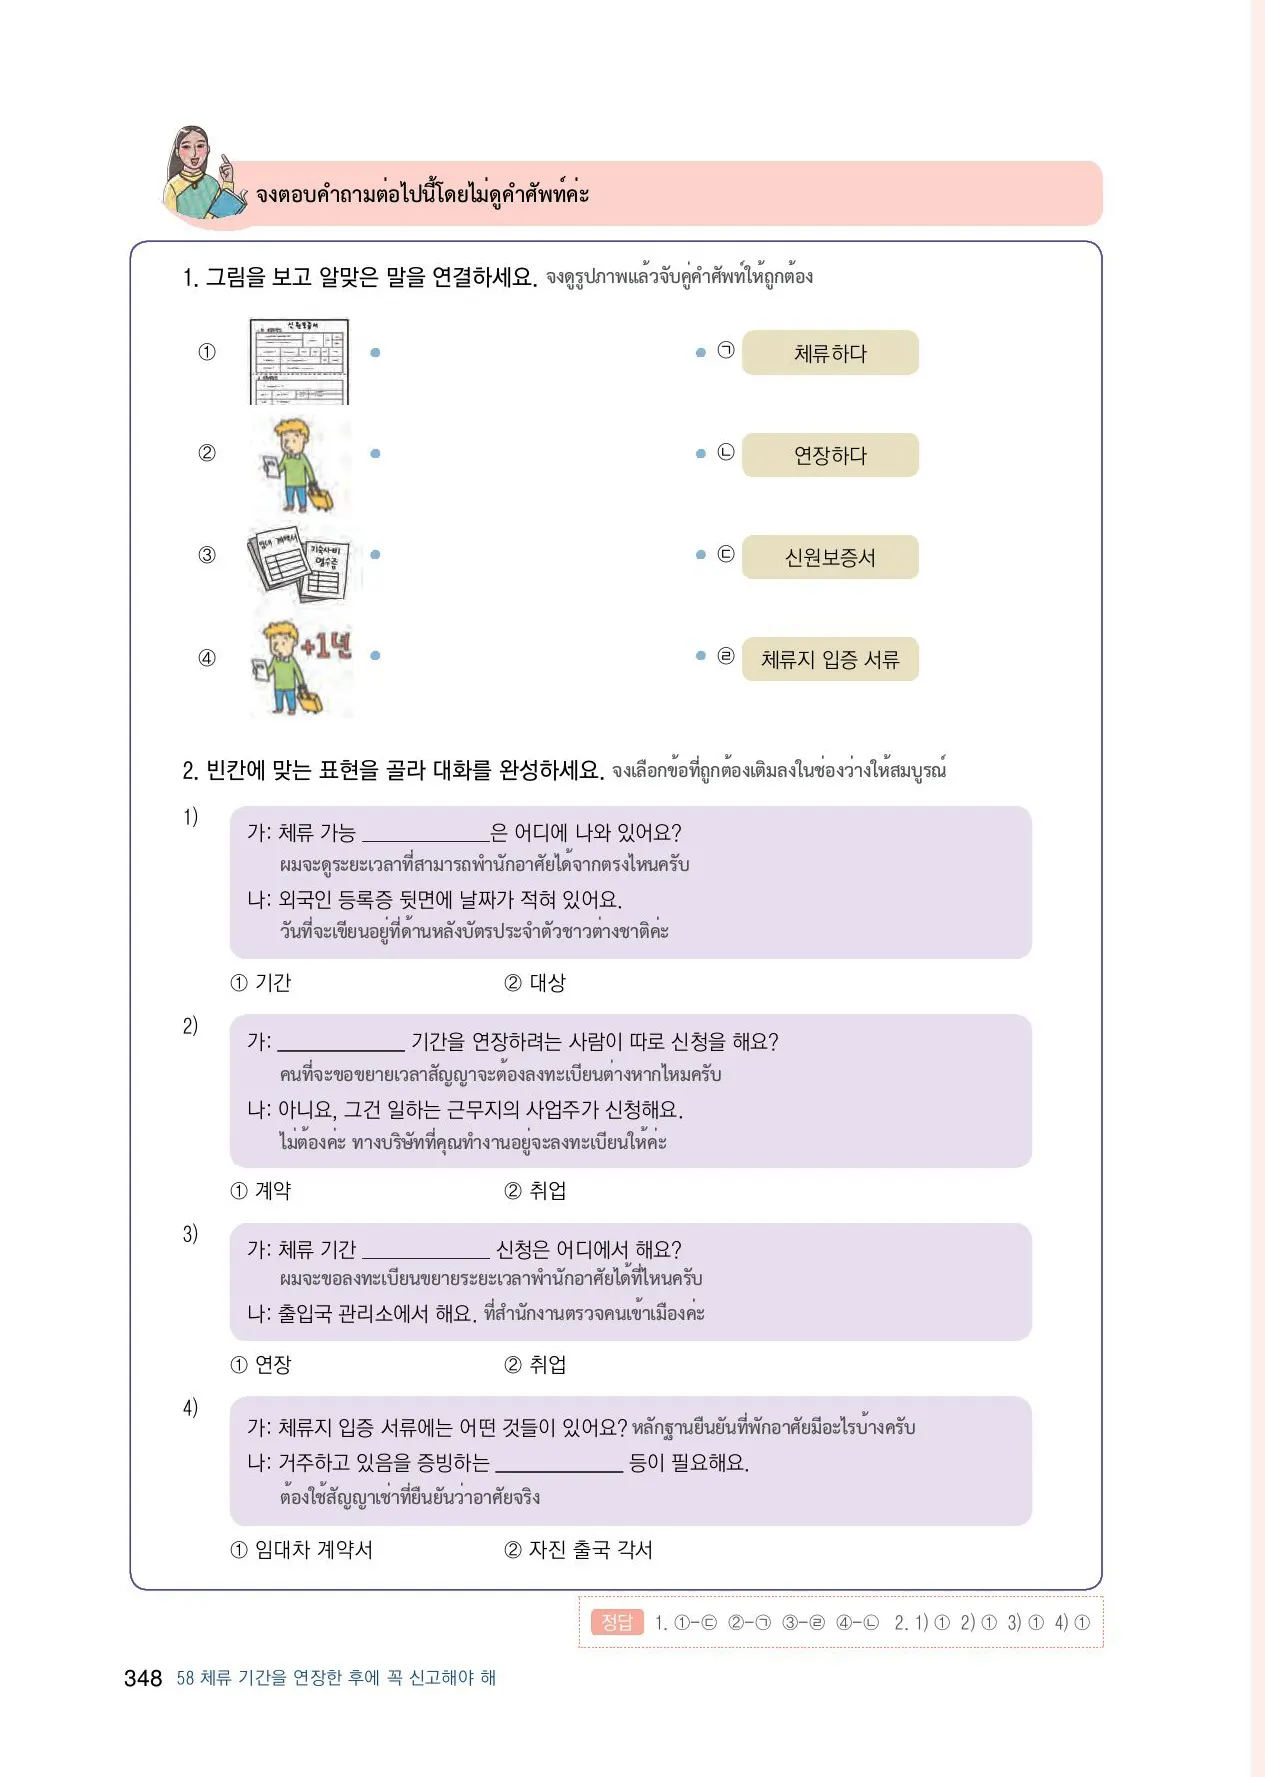 จงตอบคำถามต่อไปนี้โดยไม่ดูคำศัพท์ค่ะ
1. 그림을 보고 알맞은 말을 연결하세요. จงดูรูปภาพแล้วจับคู่คำศัพท์ให้ถูกต้อง
① 신원보증서 ㉠ 체류하다
② ㉡ 연장하다
③ 임대 계약서 기숙사비 영수증 ㉢ 신원보증서
④ +1년 ㉣ 체류지 입증 서류
2. 빈칸에 맞는 표현을 골라 대화를 완성하세요. จงเลือกข้อที่ถูกต้องเติมลงในช่องว่างให้สมบูรณ์
1)
가: 체류 가능 ____________은 어디에 나와 있어요?
ผมจะดูระยะเวลาที่สามารถพำนักอาศัยได้จากตรงไหนครับ
나: 외국인 등록증 뒷면에 날짜가 적혀 있어요.
วันที่จะเขียนอยู่ที่ด้านหลังบัตรประจำตัวชาวต่างชาติค่ะ
① 기간 ② 대상
2)
가: ____________ 기간을 연장하려는 사람이 따로 신청을 해요?
คนที่จะขอขยายเวลาสัญญาจะต้องลงทะเบียนต่างหากไหมครับ
나: 아니요, 그건 일하는 근무지의 사업주가 신청해요.
ไม่ต้องค่ะ ทางบริษัทที่คุณทำงานอยู่จะลงทะเบียนให้ค่ะ
① 계약 ② 취업
3)
가: 체류 기간 ____________ 신청은 어디에서 해요?
ผมจะขอลงทะเบียนขยายระยะเวลาพำนักอาศัยได้ที่ไหนครับ
나: 출입국 관리소에서 해요. ที่สำนักงานตรวจคนเข้าเมืองค่ะ
① 연장 ② 취업
4)
가: 체류지 입증 서류에는 어떤 것들이 있어요? หลักฐานยืนยันที่พักอาศัยมีอะไรบ้างครับ
나: 거주하고 있음을 증빙하는 ____________ 등이 필요해요.
ต้องใช้สัญญาเช่าที่ยืนยันว่าอาศัยจริง
① 임대차 계약서 ② 자진 출국 각서
정답 1. ①-㉢ ②-㉠ ③-㉣ ④-㉡ 2. 1) ① 2) ① 3) ① 4) ①
348 58 체류 기간을 연장한 후에 꼭 신고해야 해